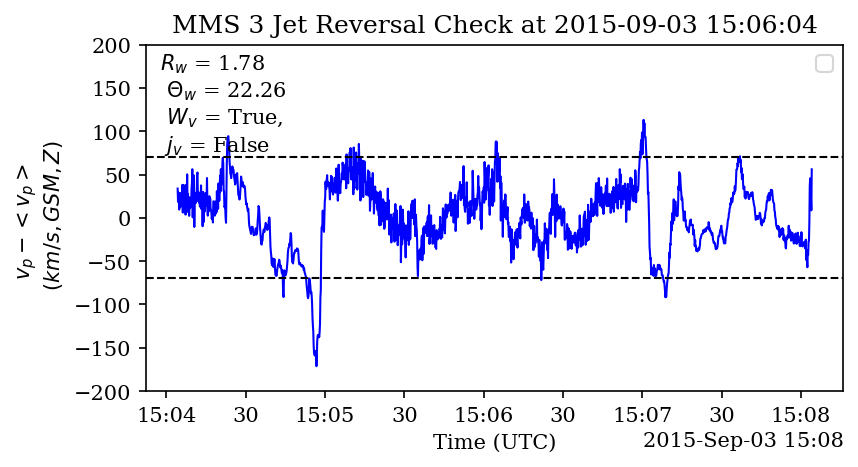 MMS 3 Jet Reversal Check at 2015-09-03 15:06:04
R_w = 1.78
Θ_w = 22.26
W_v = True,
j_v = False
v_p − < v_p >
(km/s, GSM, Z)
200
150
100
50
0
−50
−100
−150
−200
15:04 30 15:05 30 15:06 30 15:07 30 15:08
Time (UTC)
2015-Sep-03 15:08